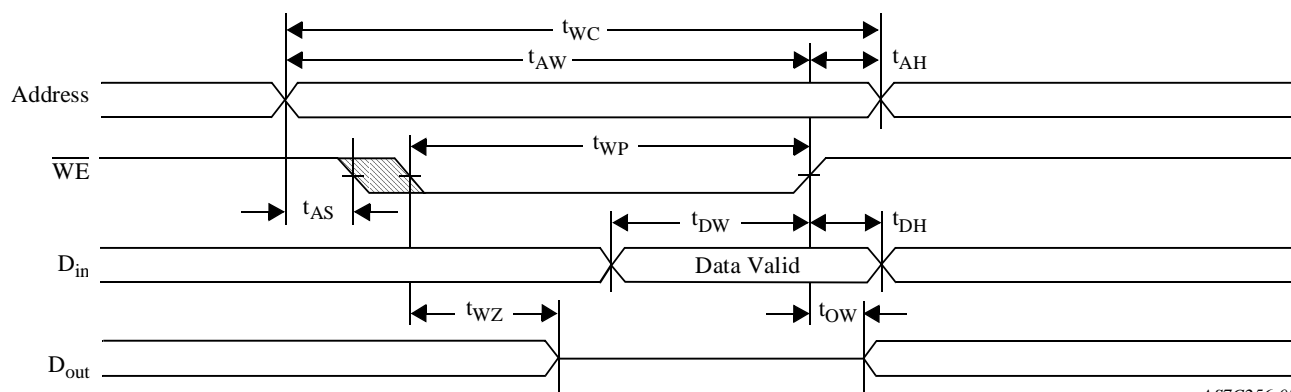 tWC
tAW
tAH
Address
tWP
WE
tAS
tDW
tDH
Din
Data Valid
tWZ
tOW
Dout